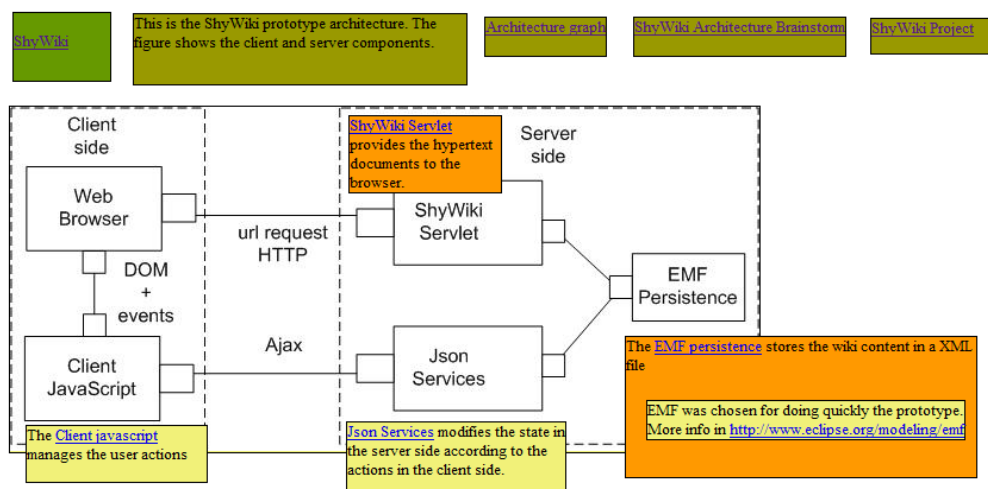 ShyWiki
This is the ShyWiki prototype architecture. The
figure shows the client and server components.
Architecture graph
ShyWiki Architecture Brainstorm
ShyWiki Project
Client
side
ShyWiki Servlet
provides the hypertext
documents to the
browser.
Server
side
Web
Browser
url request
HTTP
ShyWiki
Servlet
DOM
+
events
EMF
Persistence
Client
JavaScript
Ajax
Json
Services
The EMF persistence stores the wiki content in a XML
file
EMF was chosen for doing quickly the prototype.
More info in http://www.eclipse.org/modeling/emf
The Client javascript
manages the user actions
Json Services modifies the state in
the server side according to the
actions in the client side.